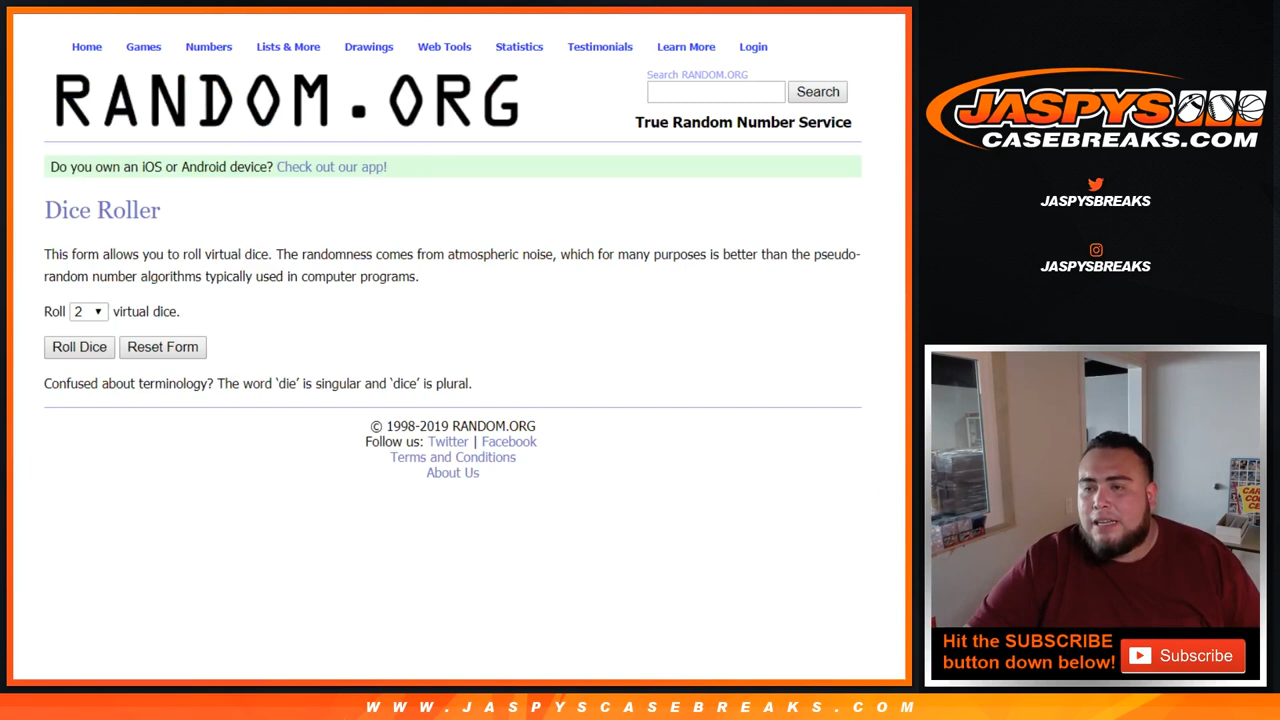 Home Games Numbers Lists & More Drawings Web Tools Statistics Testimonials Learn More Login
RANDOM.ORG
Search RANDOM.ORG
Search
True Random Number Service
Do you own an iOS or Android device? Check out our app!
Dice Roller
This form allows you to roll virtual dice. The randomness comes from atmospheric noise, which for many purposes is better than the pseudo-
random number algorithms typically used in computer programs.
Roll 2 virtual dice.
Roll Dice Reset Form
Confused about terminology? The word ‘die’ is singular and ‘dice’ is plural.
© 1998-2019 RANDOM.ORG
Follow us: Twitter | Facebook
Terms and Conditions
About Us
JASPYS
CASEBREAKS.COM
JASPYSBREAKS
JASPYSBREAKS
Hit the SUBSCRIBE
button down below!
Subscribe
WWW.JASPYSCASEBREAKS.COM